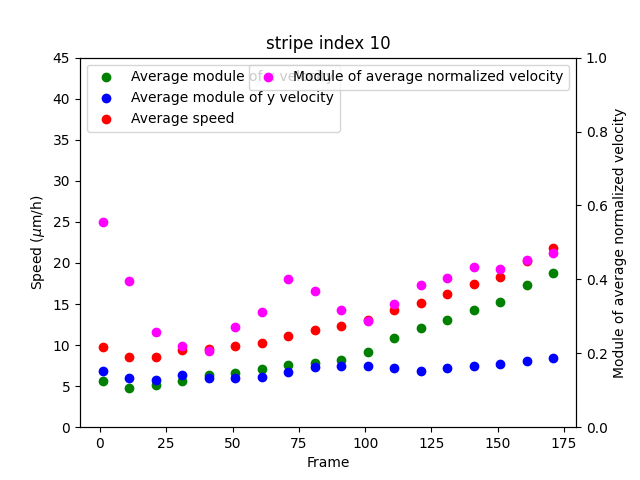 stripe index 10
Average module of x velocity
Average module of y velocity
Average speed
Module of average normalized velocity
45
40
35
30
25
20
15
10
5
0
Speed (μm/h)
1.0
0.8
0.6
0.4
0.2
0.0
Module of average normalized velocity
0 25 50 75 100 125 150 175
Frame